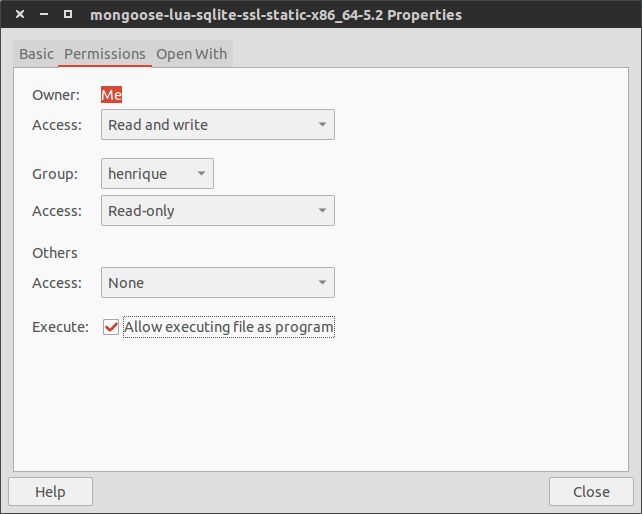 mongoose-lua-sqlite-ssl-static-x86_64-5.2 Properties
Basic Permissions Open With
Owner: Me
Access: Read and write
Group: henrique
Access: Read-only
Others
Access: None
Execute: Allow executing file as program
Help Close